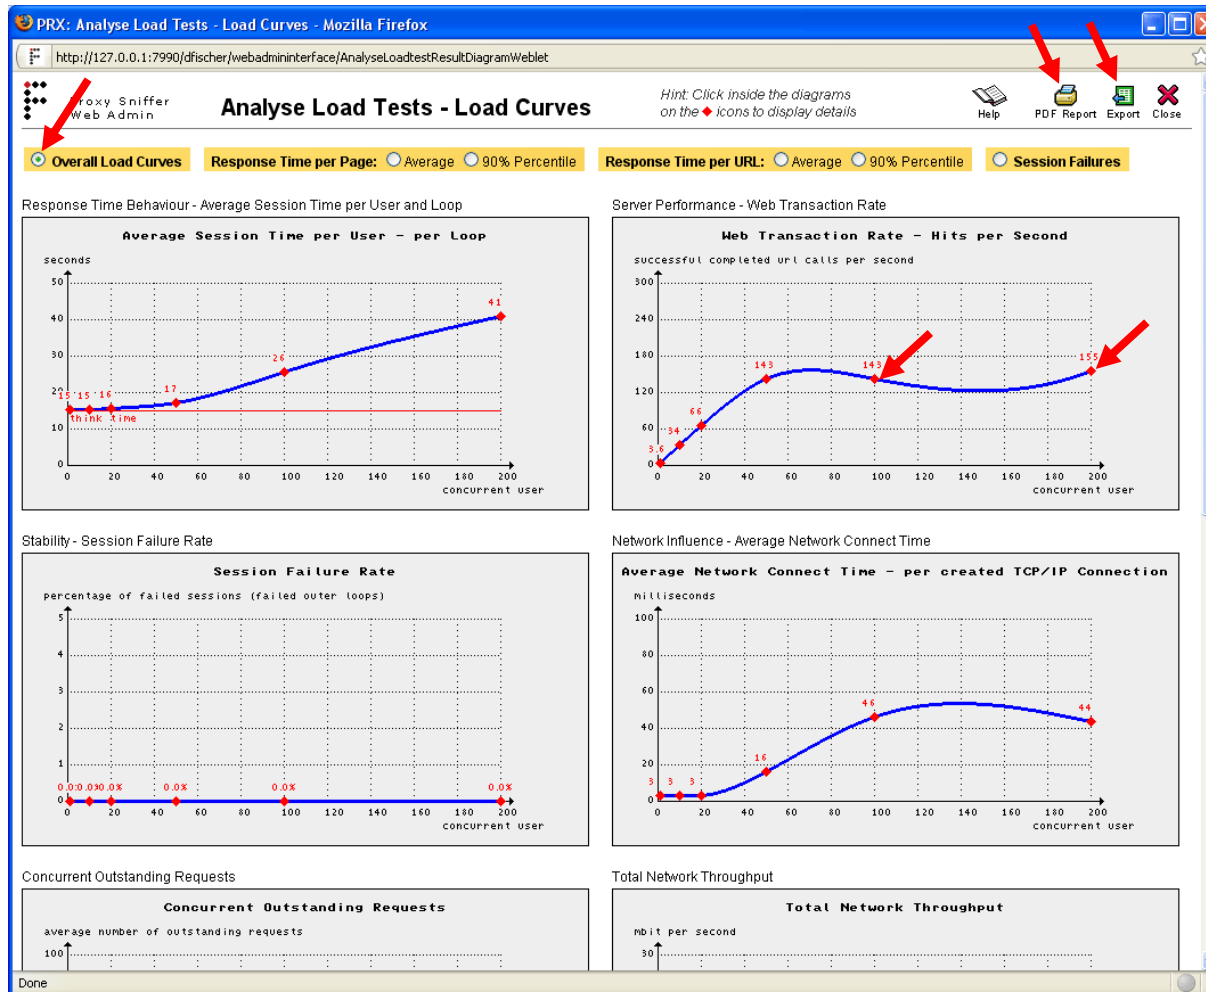 PRX: Analyse Load Tests - Load Curves - Mozilla Firefox
http://127.0.0.1:7990/dfischer/webadmininterface/AnalyseLoadtestResultDiagramWeblet
Proxy Sniffer
Web Admin
Analyse Load Tests - Load Curves
Hint: Click inside the diagrams
on the ◆ icons to display details
Help
PDF Report
Export
Close
Overall Load Curves
Response Time per Page: Average 90% Percentile
Response Time per URL: Average 90% Percentile
Session Failures
Response Time Behaviour - Average Session Time per User and Loop
Average Session Time per User - per Loop
seconds
50
40
30
20
10
0
15 15 16 17 26 41
think time
0 20 40 60 80 100 120 140 160 180 200
concurrent user
Server Performance - Web Transaction Rate
Web Transaction Rate - Hits per Second
successful completed url calls per second
300
240
180
120
60
0
3.6 34 66 143 143 155
0 20 40 60 80 100 120 140 160 180 200
concurrent user
Stability - Session Failure Rate
Session Failure Rate
percentage of failed sessions (failed outer loops)
5
4
3
2
1
0
0.0% 0.0% 0.0% 0.0%
0 20 40 60 80 100 120 140 160 180 200
concurrent user
Network Influence - Average Network Connect Time
Average Network Connect Time - per created TCP/IP Connection
milliseconds
100
80
60
40
20
0
3 3 3 16 46 44
0 20 40 60 80 100 120 140 160 180 200
concurrent user
Concurrent Outstanding Requests
Concurrent Outstanding Requests
average number of outstanding requests
100
Total Network Throughput
Total Network Throughput
mbit per second
30
Done